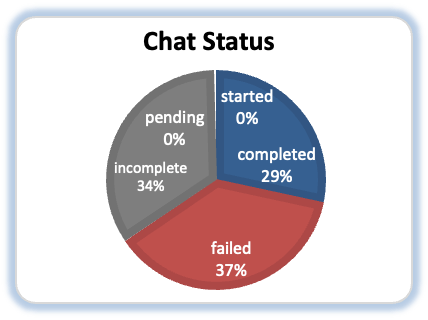 Chat Status
started
0%
pending
0%
completed
29%
incomplete
34%
failed
37%